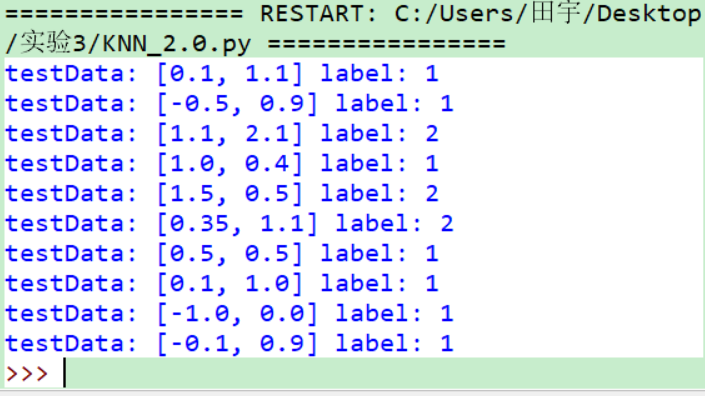 ================ RESTART: C:/Users/田宇/Desktop
/实验3/KNN_2.0.py ================
testData: [0.1, 1.1] label: 1
testData: [-0.5, 0.9] label: 1
testData: [1.1, 2.1] label: 2
testData: [1.0, 0.4] label: 1
testData: [1.5, 0.5] label: 2
testData: [0.35, 1.1] label: 2
testData: [0.5, 0.5] label: 1
testData: [0.1, 1.0] label: 1
testData: [-1.0, 0.0] label: 1
testData: [-0.1, 0.9] label: 1
>>>